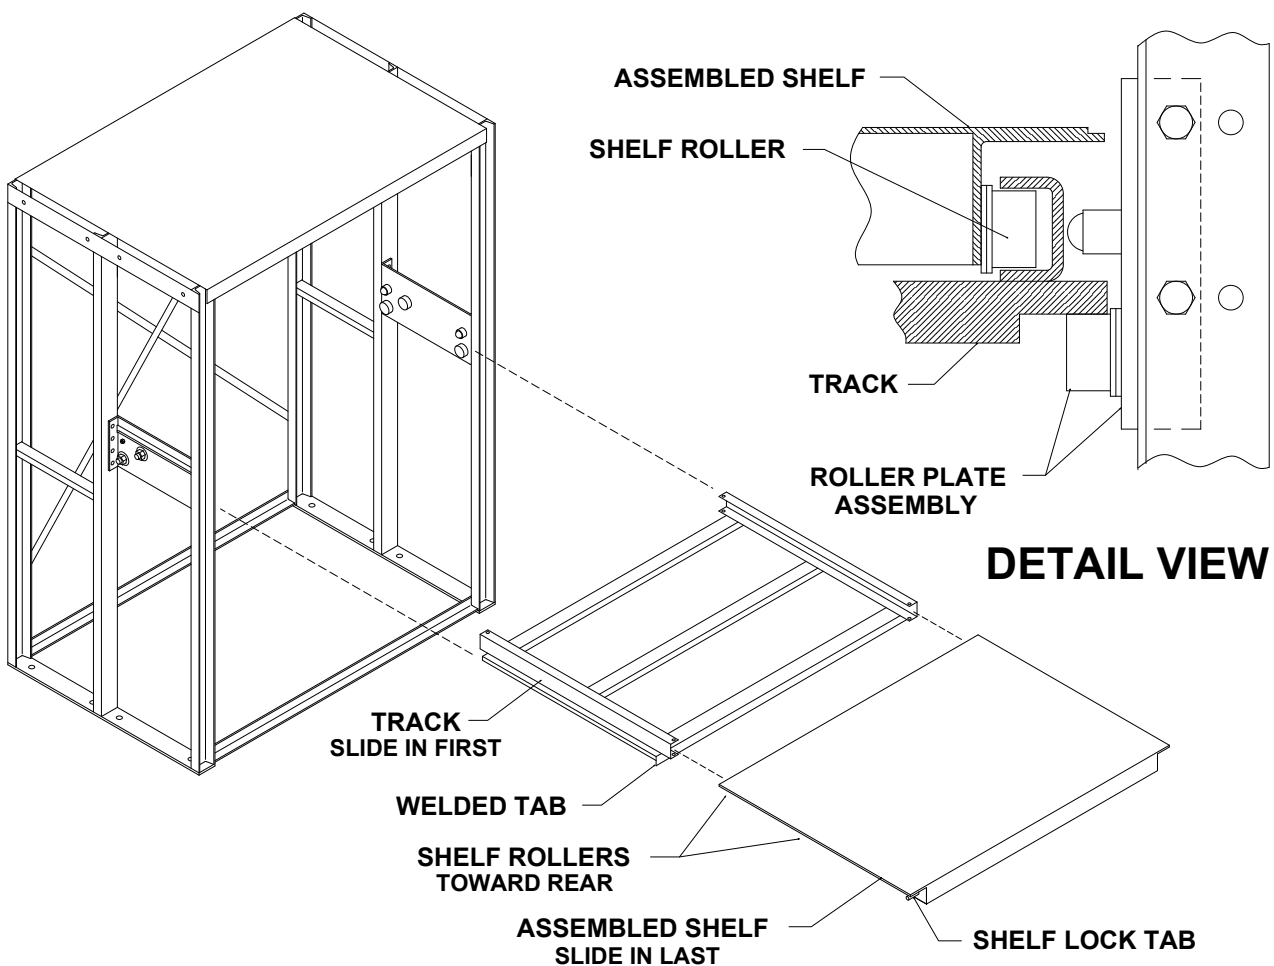 ASSEMBLED SHELF
SHELF ROLLER
TRACK
ROLLER PLATE
ASSEMBLY
DETAIL VIEW
TRACK
SLIDE IN FIRST
WELDED TAB
SHELF ROLLERS
TOWARD REAR
ASSEMBLED SHELF
SLIDE IN LAST
SHELF LOCK TAB